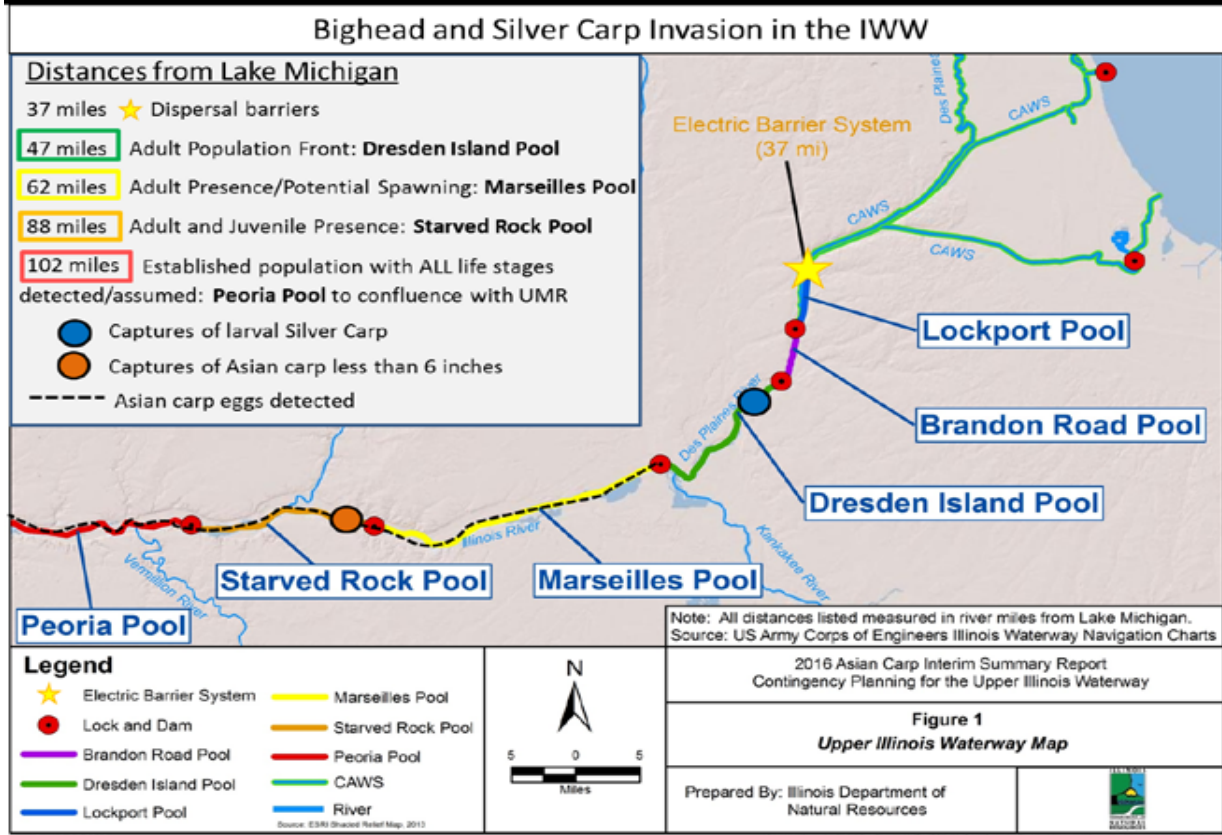 Bighead and Silver Carp Invasion in the IWW
Distances from Lake Michigan
37 miles Dispersal barriers
47 miles Adult Population Front: Dresden Island Pool
62 miles Adult Presence/Potential Spawning: Marseilles Pool
88 miles Adult and Juvenile Presence: Starved Rock Pool
102 miles Established population with ALL life stages
detected/assumed: Peoria Pool to confluence with UMR
Captures of larval Silver Carp
Captures of Asian carp less than 6 inches
Asian carp eggs detected
Des Plaines
CAWS
Electric Barrier System
(37 mi)
CAWS
CAWS
Lockport Pool
Brandon Road Pool
Des Plaines River
Dresden Island Pool
Kankakee River
Illinois River
Marseilles Pool
Starved Rock Pool
Vermillion River
Peoria Pool
Note: All distances listed measured in river miles from Lake Michigan.
Source: US Army Corps of Engineers Illinois Waterway Navigation Charts
Legend
Electric Barrier System
Lock and Dam
Brandon Road Pool
Dresden Island Pool
Lockport Pool
Marseilles Pool
Starved Rock Pool
Peoria Pool
CAWS
River
Source: ESRI Shaded Relief Map, 2013
N
5 0 5
Miles
2016 Asian Carp Interim Summary Report
Contingency Planning for the Upper Illinois Waterway
Figure 1
Upper Illinois Waterway Map
Prepared By: Illinois Department of
Natural Resources
ILLINOIS
NATURAL
RESOURCES